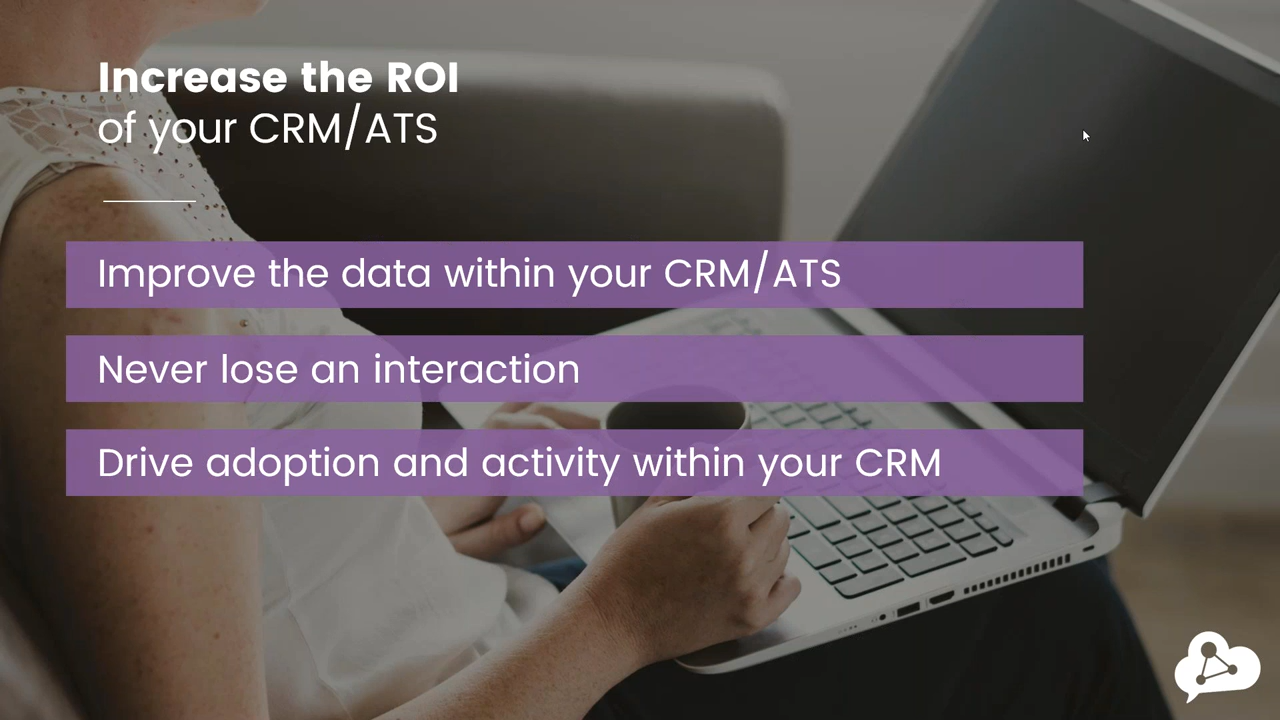 Increase the ROI
of your CRM/ATS
Improve the data within your CRM/ATS
Never lose an interaction
Drive adoption and activity within your CRM